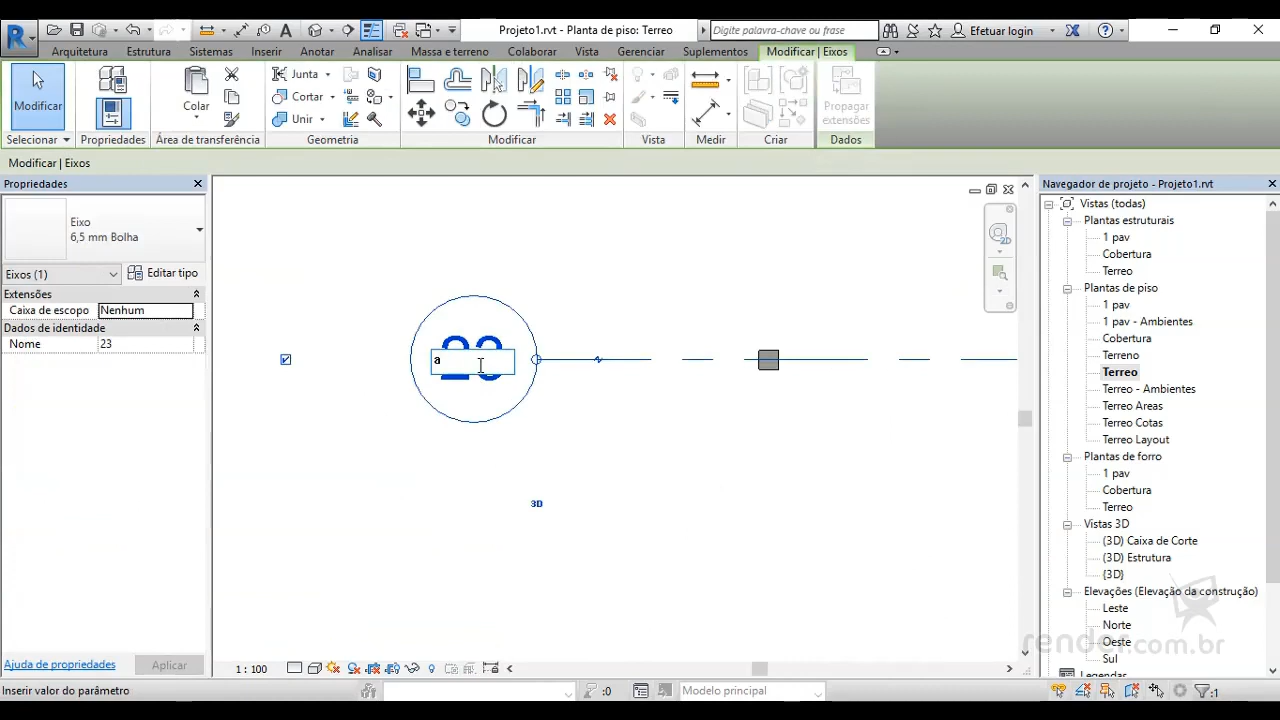 Projeto1.rvt - Planta de piso: Terreo
Digite palavra-chave ou frase
Efetuar login
Arquitetura
Estrutura
Sistemas
Inserir
Anotar
Analisar
Massa e terreno
Colaborar
Vista
Gerenciar
Suplementos
Modificar | Eixos
Modificar
Colar
Junta
Cortar
Unir
Propagar extensões
Selecionar
Propriedades
Área de transferência
Geometria
Modificar
Vista
Medir
Criar
Dados
Modificar | Eixos
Propriedades
Eixo
6,5 mm Bolha
Eixos (1)
Editar tipo
Extensões
Caixa de escopo
Nenhum
Dados de identidade
Nome
23
Ajuda de propriedades
Aplicar
a
3D
2D
1 : 100
Inserir valor do parâmetro
:0
Modelo principal
:1
Navegador de projeto - Projeto1.rvt
Vistas (todas)
Plantas estruturais
1 pav
Cobertura
Terreo
Plantas de piso
1 pav
1 pav - Ambientes
Cobertura
Terreno
Terreo
Terreo - Ambientes
Terreo Areas
Terreo Cotas
Terreo Layout
Plantas de forro
1 pav
Cobertura
Terreo
Vistas 3D
(3D) Caixa de Corte
(3D) Estrutura
{3D}
Elevações (Elevação da construção)
Leste
Norte
Oeste
Sul
Legendas
render.com.br